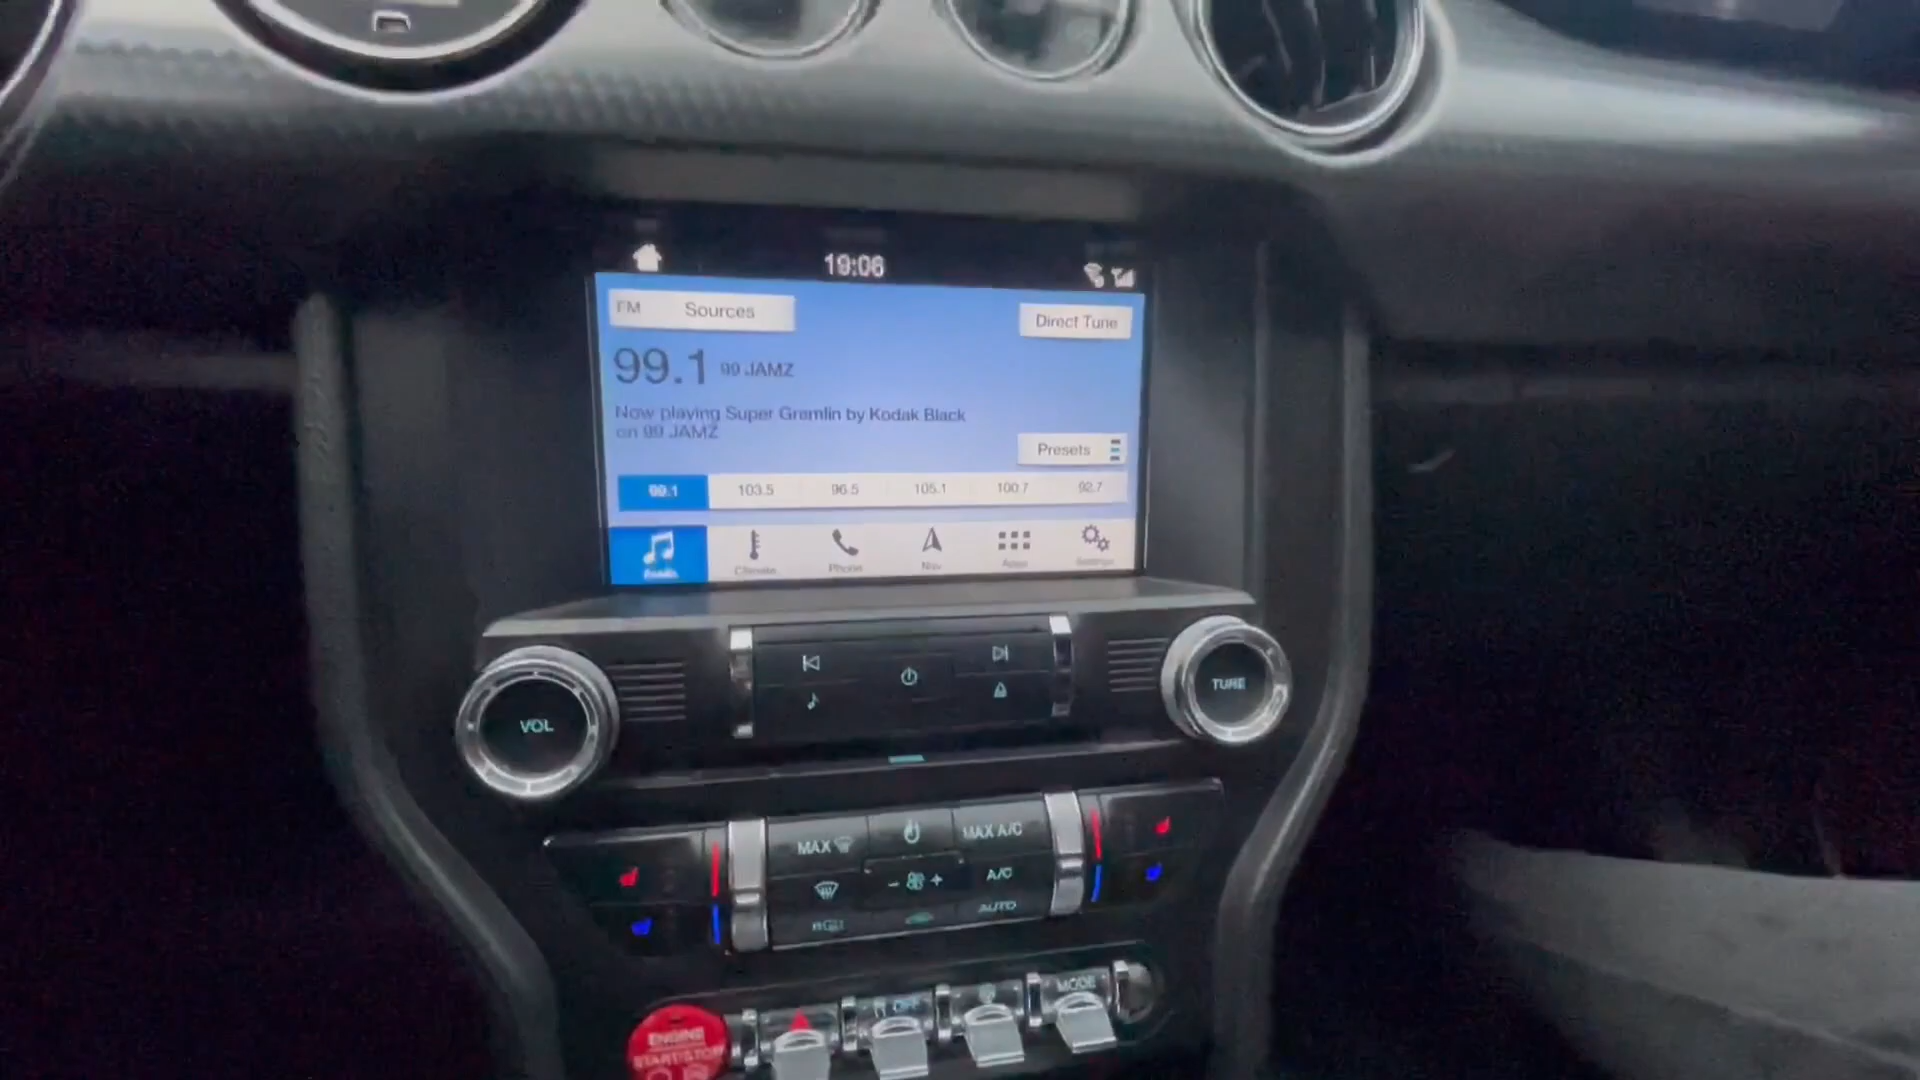 19:06
FM Sources
Direct Tune
99.1 99 JAMZ
Now playing Super Gremlin by Kodak Black
on 99 JAMZ
Presets
99.1 103.5 96.5 105.1 100.7 92.7
Audio Climate Phone Nav Apps Settings
VOL
TUNE
MAX
MAX A/C
A/C
AUTO
OFF
MODE
ENGINE
START/STOP